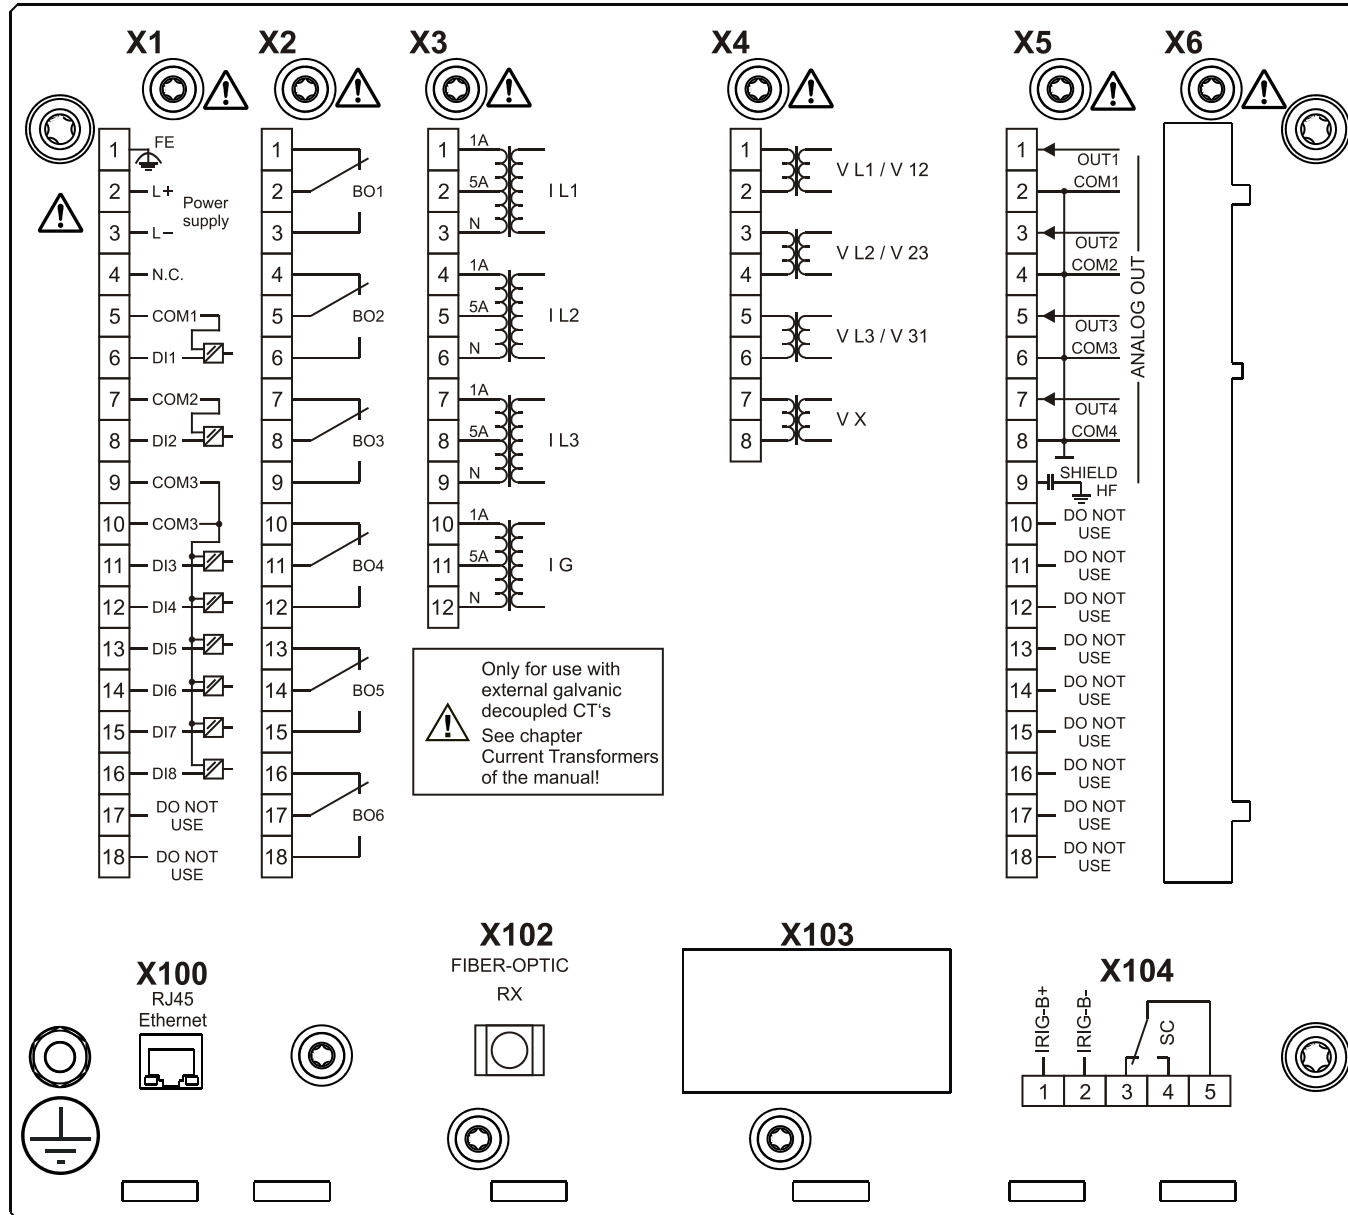 X1
X2
X3
X4
X5
X6
1 FE
2 L+
Power
supply
3 L–
4 N.C.
5 COM1
6 DI1
7 COM2
8 DI2
9 COM3
10 COM3
11 DI3
12 DI4
13 DI5
14 DI6
15 DI7
16 DI8
17 DO NOT
USE
18 DO NOT
USE
1
2 BO1
3
4
5 BO2
6
7
8 BO3
9
10
11 BO4
12
13
14 BO5
15
16
17 BO6
18
1 1A
2 5A I L1
3 N
4 1A
5 5A I L2
6 N
7 1A
8 5A I L3
9 N
10 1A
11 5A I G
12 N
Only for use with
external galvanic
decoupled CT‘s
See chapter
Current Transformers
of the manual!
1
V L1 / V 12
2
3
V L2 / V 23
4
5
V L3 / V 31
6
7
V X
8
1 OUT1
2 COM1
3 OUT2
4 COM2
5 OUT3
6 COM3
7 OUT4
8 COM4
ANALOG OUT
9 SHIELD
HF
10 DO NOT
USE
11 DO NOT
USE
12 DO NOT
USE
13 DO NOT
USE
14 DO NOT
USE
15 DO NOT
USE
16 DO NOT
USE
17 DO NOT
USE
18 DO NOT
USE
X100
RJ45
Ethernet
X102
FIBER-OPTIC
RX
X103
X104
IRIG-B+
IRIG-B-
SC
1 2 3 4 5